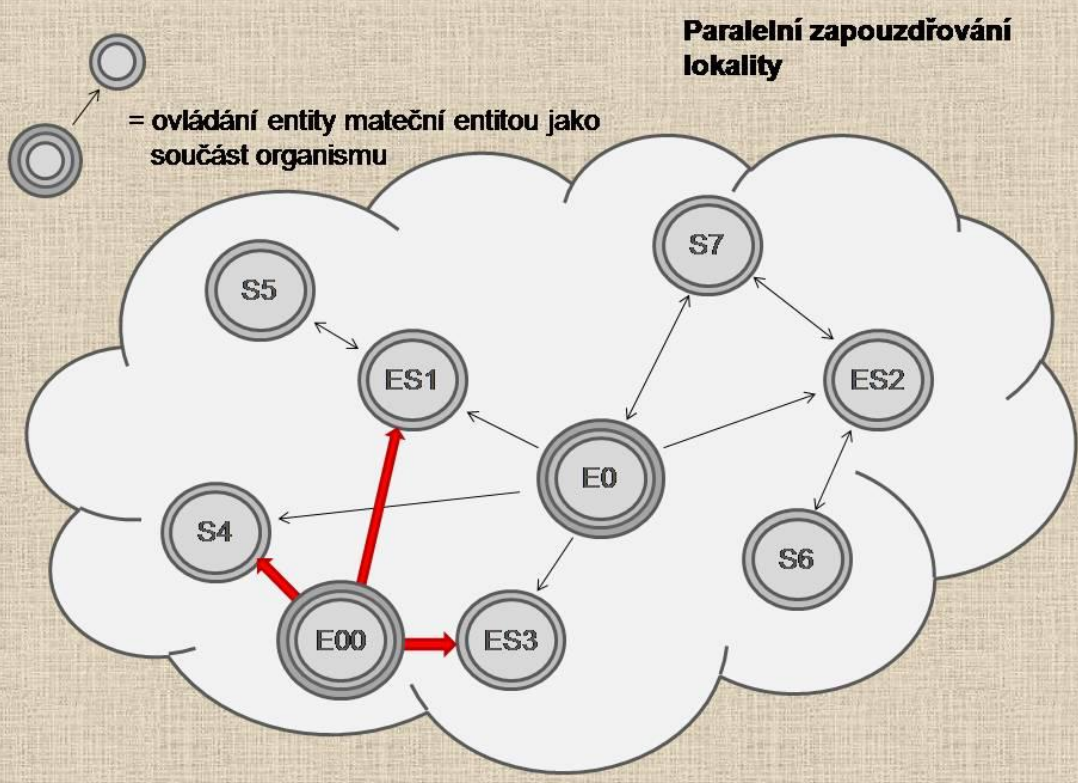 Paralelní zapouzdřování
lokality
= ovládání entity mateční entitou jako
součást organismu
S7
S5
ES1
ES2
E0
S4
S6
E00
ES3